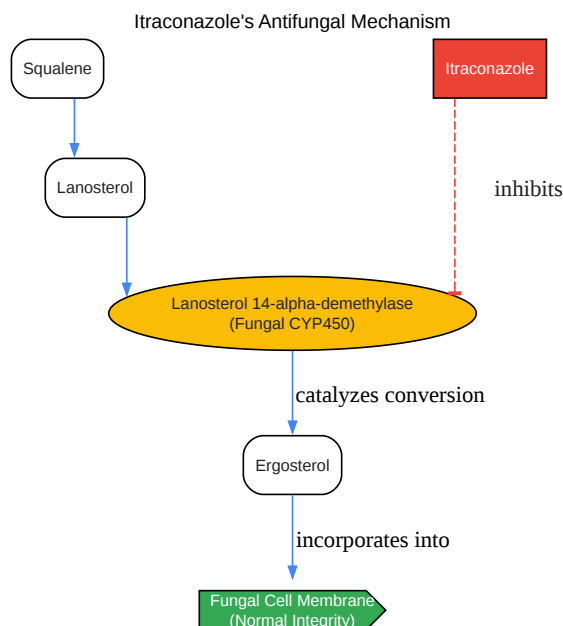 Itraconazole's Antifungal Mechanism
Squalene
Itraconazole
Lanosterol
inhibits
Lanosterol 14-alpha-demethylase
(Fungal CYP450)
catalyzes conversion
Ergosterol
incorporates into
Fungal Cell Membrane
(Normal Integrity)